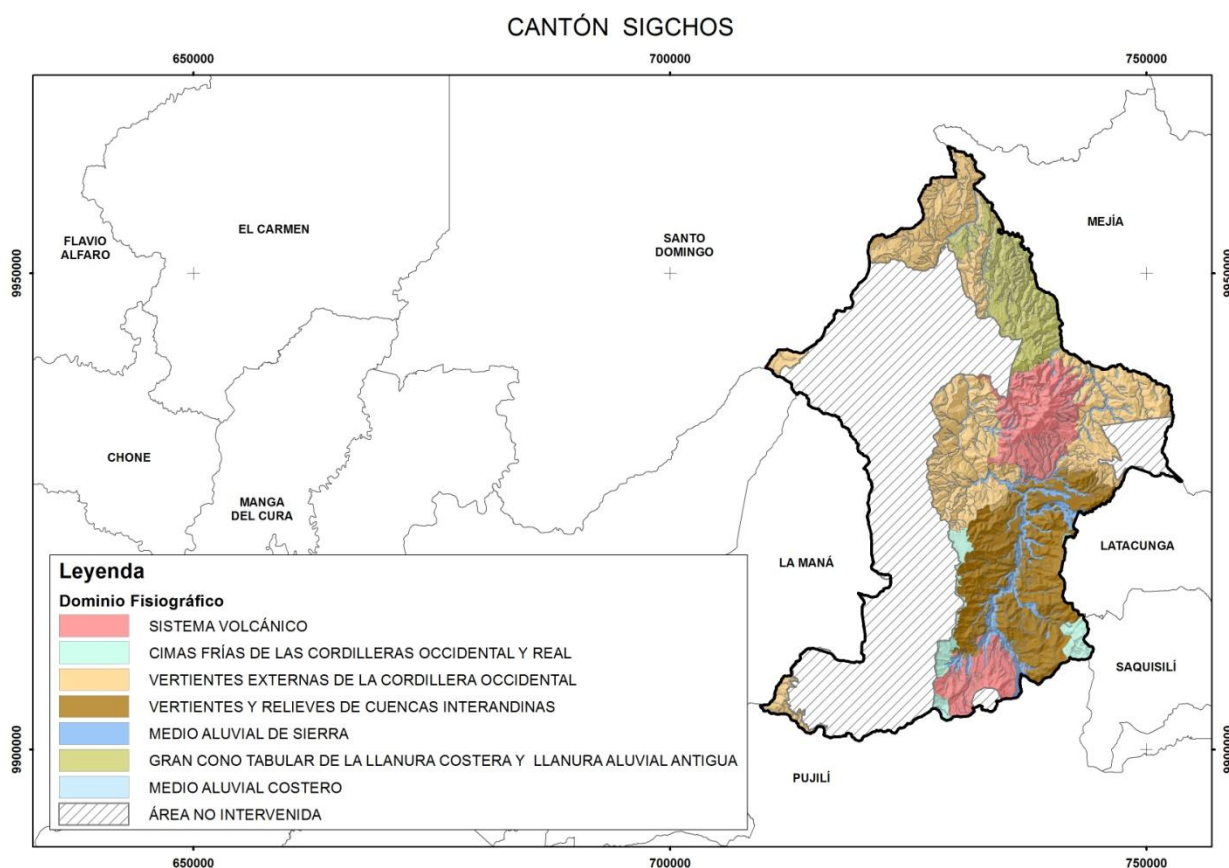 CANTÓN SIGCHOS
650000
700000
750000
9950000
9950000
FLAVIO
ALFARO
EL CARMEN
SANTO
DOMINGO
MEJÍA
CHONE
MANGA
DEL CURA
LA MANÁ
LATACUNGA
SAQUISILÍ
PUJILÍ
9900000
9900000
Leyenda
Dominio Fisiográfico
SISTEMA VOLCÁNICO
CIMAS FRÍAS DE LAS CORDILLERAS OCCIDENTAL Y REAL
VERTIENTES EXTERNAS DE LA CORDILLERA OCCIDENTAL
VERTIENTES Y RELIEVES DE CUENCAS INTERANDINAS
MEDIO ALUVIAL DE SIERRA
GRAN CONO TABULAR DE LA LLANURA COSTERA Y LLANURA ALUVIAL ANTIGUA
MEDIO ALUVIAL COSTERO
ÁREA NO INTERVENIDA
650000
700000
750000